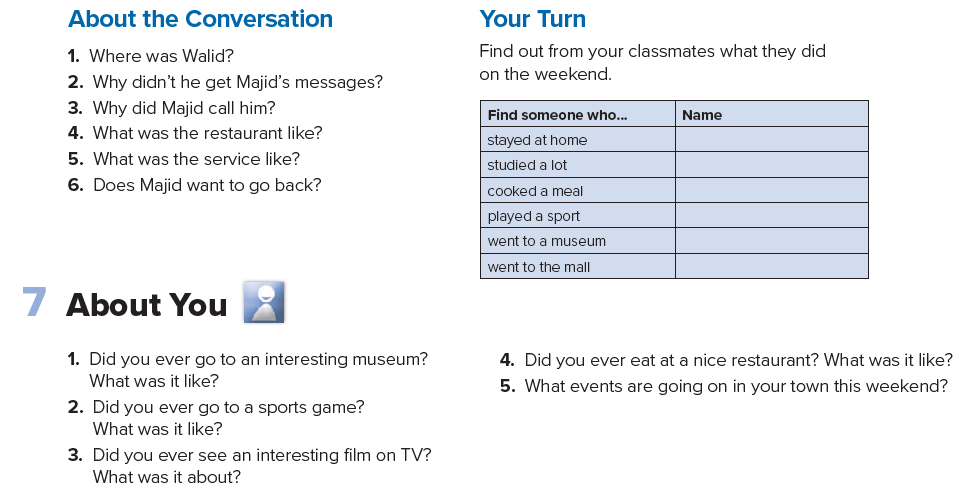 About the Conversation
1. Where was Walid?
2. Why didn't he get Majid's messages?
3. Why did Majid call him?
4. What was the restaurant like?
5. What was the service like?
6. Does Majid want to go back?
Your Turn
Find out from your classmates what they did
on the weekend.
Find someone who... Name
stayed at home
studied a lot
cooked a meal
played a sport
went to a museum
went to the mall
7 About You
1. Did you ever go to an interesting museum?
What was it like?
2. Did you ever go to a sports game?
What was it like?
3. Did you ever see an interesting film on TV?
What was it about?
4. Did you ever eat at a nice restaurant? What was it like?
5. What events are going on in your town this weekend?